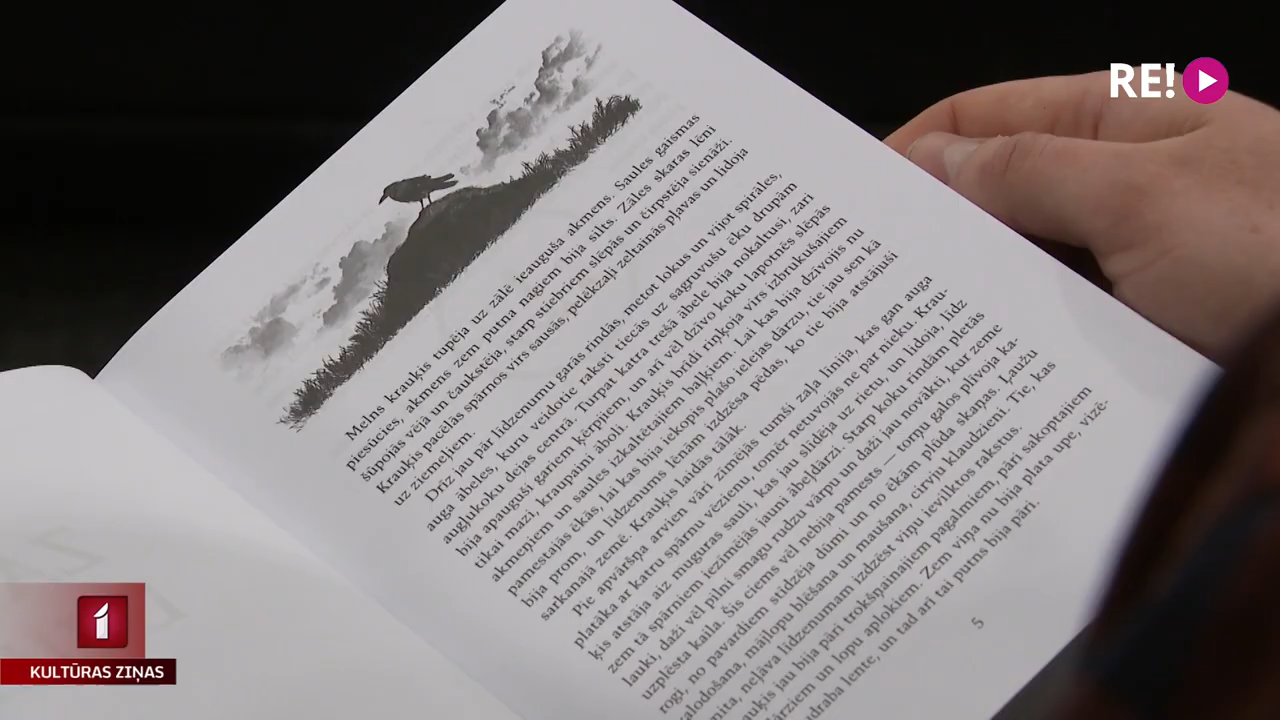 RE!
Melns krauķis tupēja uz zālē ieauguša akmens. Saules gaismas
piesūcies, akmens zem putna nagiem bija silts. Zāles skaras lēni
šūpojās vējā un čaukstēja, starp stiebriem slēpās un čirpstēja sienāži.
Krauķis pacēlās spārnos virs sausās, pelēkzaļi zeltainās pļavas un lidoja
uz ziemeļiem.
Drīz jau pār līdzenumu garās rindās, metot lokus un vijot spirāles,
auga ābeles, kuru veidotie raksti tiecās uz sagruvušu ēku drupām
augļukoku dejas centrā. Turpat katra trešā ābele bija nokaltusi, zari
bija apauguši gariem ķērpjiem, un arī vēl dzīvo koku lapotnēs slēpās
tikai mazi, kraupaini āboli. Krauķis brīdi riņķoja virs izbrukušajiem
akmeņiem un saules izkaltētajiem baļķiem. Lai kas bija dzīvojis nu
pamestajās ēkās, lai kas bija iekopis plašo ielejas dārzu, tie jau sen kā
bija prom, un līdzenums lēnām izdzēsa pēdas, ko tie bija atstājuši
sarkanajā zemē. Krauķis laidās tālāk.
Pie apvāršņa arvien vāri zīmējās tumši zaļa līnija, kas gan auga
platāka ar katru spārnu vēzienu, tomēr netuvojās ne par nieku. Krau-
ķis atstāja aiz muguras sauli, kas jau slīdēja uz rietu, un lidoja, līdz
zem tā spārniem iezīmējās jauni ābeļdārzi. Starp koku rindām pletās
lauki, daži vēl pilni smagu rudzu vārpu un daži jau novākti, kur zeme
uzplēsta kaila. Šis ciems vēl nebija pamests — torņu galos plīvoja ka-
rogi, no pavardiem stīdzēja dūmi un no ēkām plūda skaņas. Ļaužu
valodošana, mājlopu blēšana un maušana, cirvju klaudzieni. Tie, kas
mita, neļāva līdzenumam izdzēst viņu ievilktos rakstus.
auķis jau bija pāri trokšņainajiem pagalmiem, pāri sakoptajiem
dārziem un lopu aplokiem. Zem viņa nu bija plata upe, vizē-
draba lente, un tad arī tai putns bija pāri.
5
1
KULTŪRAS ZIŅAS